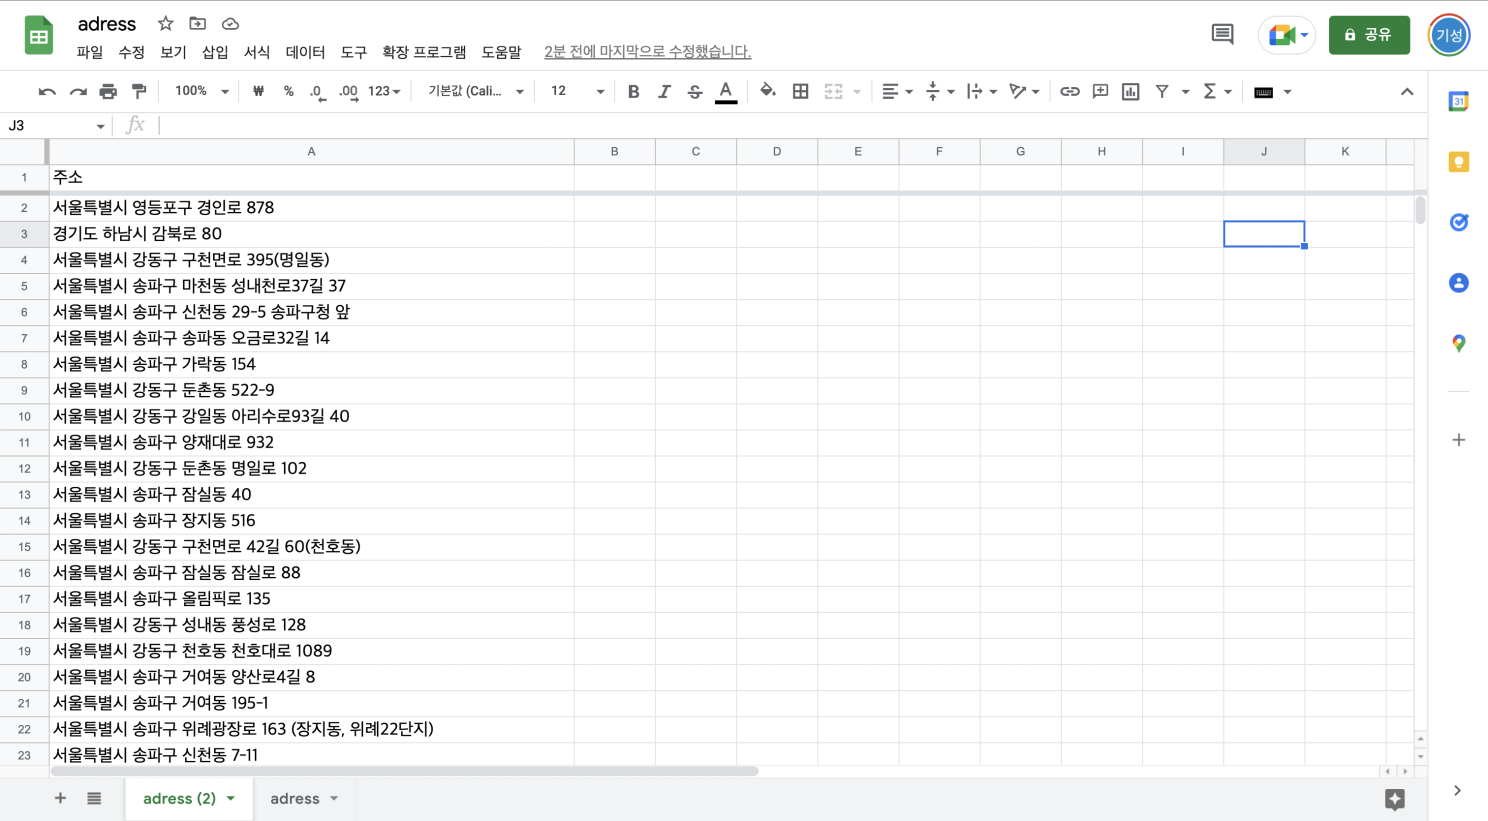 adress
파일 수정 보기 삽입 서식 데이터 도구 확장 프로그램 도움말 2분 전에 마지막으로 수정했습니다.
공유
기성
100% ₩ % .0 .00 123 기본값 (Cali... 12 B I S A Σ
31
J3 fx
A B C D E F G H I J K
1 주소
2 서울특별시 영등포구 경인로 878
3 경기도 하남시 감북로 80
4 서울특별시 강동구 구천면로 395(명일동)
5 서울특별시 송파구 마천동 성내천로37길 37
6 서울특별시 송파구 신천동 29-5 송파구청 앞
7 서울특별시 송파구 송파동 오금로32길 14
8 서울특별시 송파구 가락동 154
9 서울특별시 강동구 둔촌동 522-9
10 서울특별시 강동구 강일동 아리수로93길 40
11 서울특별시 송파구 양재대로 932
12 서울특별시 강동구 둔촌동 명일로 102
13 서울특별시 송파구 잠실동 40
14 서울특별시 송파구 장지동 516
15 서울특별시 강동구 구천면로 42길 60(천호동)
16 서울특별시 송파구 잠실동 잠실로 88
17 서울특별시 송파구 올림픽로 135
18 서울특별시 강동구 성내동 풍성로 128
19 서울특별시 강동구 천호동 천호대로 1089
20 서울특별시 송파구 거여동 양산로4길 8
21 서울특별시 송파구 거여동 195-1
22 서울특별시 송파구 위례광장로 163 (장지동, 위례22단지)
23 서울특별시 송파구 신천동 7-11
adress (2) adress